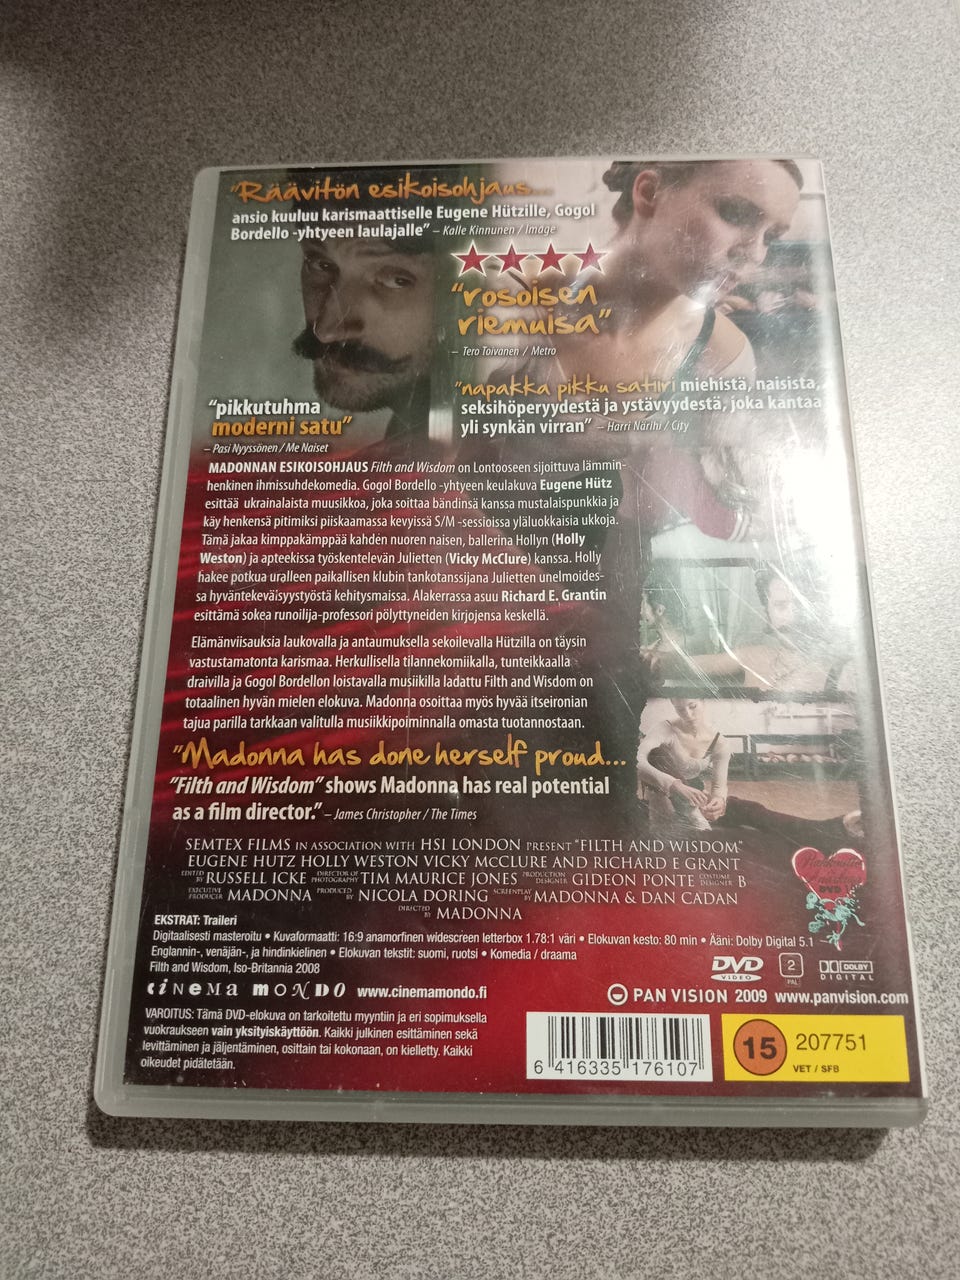 "Räävitön esikoisohjaus...
ansio kuuluu karismaattiselle Eugene Hützille, Gogol
Bordello -yhtyeen laulajalle" – Kalle Kinnunen / Image
"rosoisen
riemuisa"
– Tero Toivanen / Metro
"napakka pikku satiiri miehistä, naisista,
seksihöperyydestä ja ystävyydestä, joka kantaa
yli synkän virran" – Harri Närihi / City
"pikkutuhma
moderni satu"
– Pasi Nyyssönen / Me Naiset
MADONNAN ESIKOISOHJAUS Filth and Wisdom on Lontooseen sijoittuva lämmin-
henkinen ihmissuhdekomedia. Gogol Bordello -yhtyeen keulakuva Eugene Hütz
esittää ukrainalaista muusikkoa, joka soittaa bändinsä kanssa mustalaispunkkia ja
käy henkensä pitimiksi piiskaamassa kevyissä S/M -sessioissa yläluokkaisia ukkoja.
Tämä jakaa kimppakämppää kahden nuoren naisen, ballerina Hollyn (Holly
Weston) ja apteekissa työskentelevän Julietten (Vicky McClure) kanssa. Holly
hakee potkua uralleen paikallisen klubin tankotanssijana Julietten unelmoides-
sa hyväntekeväisyystyöstä kehitysmaissa. Alakerrassa asuu Richard E. Grantin
esittämä sokea runoilija-professori pölyttyneiden kirjojensa keskellä.
Elämänviisauksia laukovalla ja antaumuksella sekoilevalla Hützilla on täysin
vastustamatonta karismaa. Herkullisella tilannekomiikalla, tunteikkaalla
draivilla ja Gogol Bordellon loistavalla musiikilla ladattu Filth and Wisdom on
totaalinen hyvän mielen elokuva. Madonna osoittaa myös hyvää itseironian
tajua parilla tarkkaan valitulla musiikkipoiminnalla omasta tuotannostaan.
"Madonna has done herself proud...
"Filth and Wisdom" shows Madonna has real potential
as a film director." – James Christopher / The Times
SEMTEX FILMS IN ASSOCIATION WITH HSI LONDON PRESENT "FILTH AND WISDOM"
EUGENE HUTZ HOLLY WESTON VICKY McCLURE AND RICHARD E GRANT
EDITED BY RUSSELL ICKE DIRECTOR OF PHOTOGRAPHY TIM MAURICE JONES PRODUCTION DESIGNER GIDEON PONTE COSTUME DESIGNER B
EXECUTIVE PRODUCER MADONNA PRODUCED BY NICOLA DORING SCREENPLAY BY MADONNA & DAN CADAN
DIRECTED BY MADONNA
EKSTRAT: Traileri
Digitaalisesti masteroitu • Kuvaformaatti: 16:9 anamorfinen widescreen letterbox 1.78:1 väri • Elokuvan kesto: 80 min • Ääni: Dolby Digital 5.1
Englannin-, venäjän-, ja hindinkielinen • Elokuvan tekstit: suomi, ruotsi • Komedia / draama
Filth and Wisdom, Iso-Britannia 2008
DVD VIDEO 2 PAL DOLBY DIGITAL
CINEMA MONDO www.cinemamondo.fi
PAN VISION 2009 www.panvision.com
VAROITUS: Tämä DVD-elokuva on tarkoitettu myyntiin ja eri sopimuksella
vuokraukseen vain yksityiskäyttöön. Kaikki julkinen esittäminen sekä
levittäminen ja jäljentäminen, osittain tai kokonaan, on kielletty. Kaikki
oikeudet pidätetään.
6 416335 176107
15 207751
VET / SFB